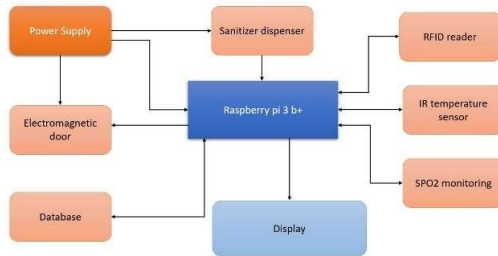 Power Supply
Sanitizer dispenser
RFID reader
Raspberry pi 3 b+
IR temperature
sensor
Electromagnetic
door
SPO2 monitoring
Database
Display